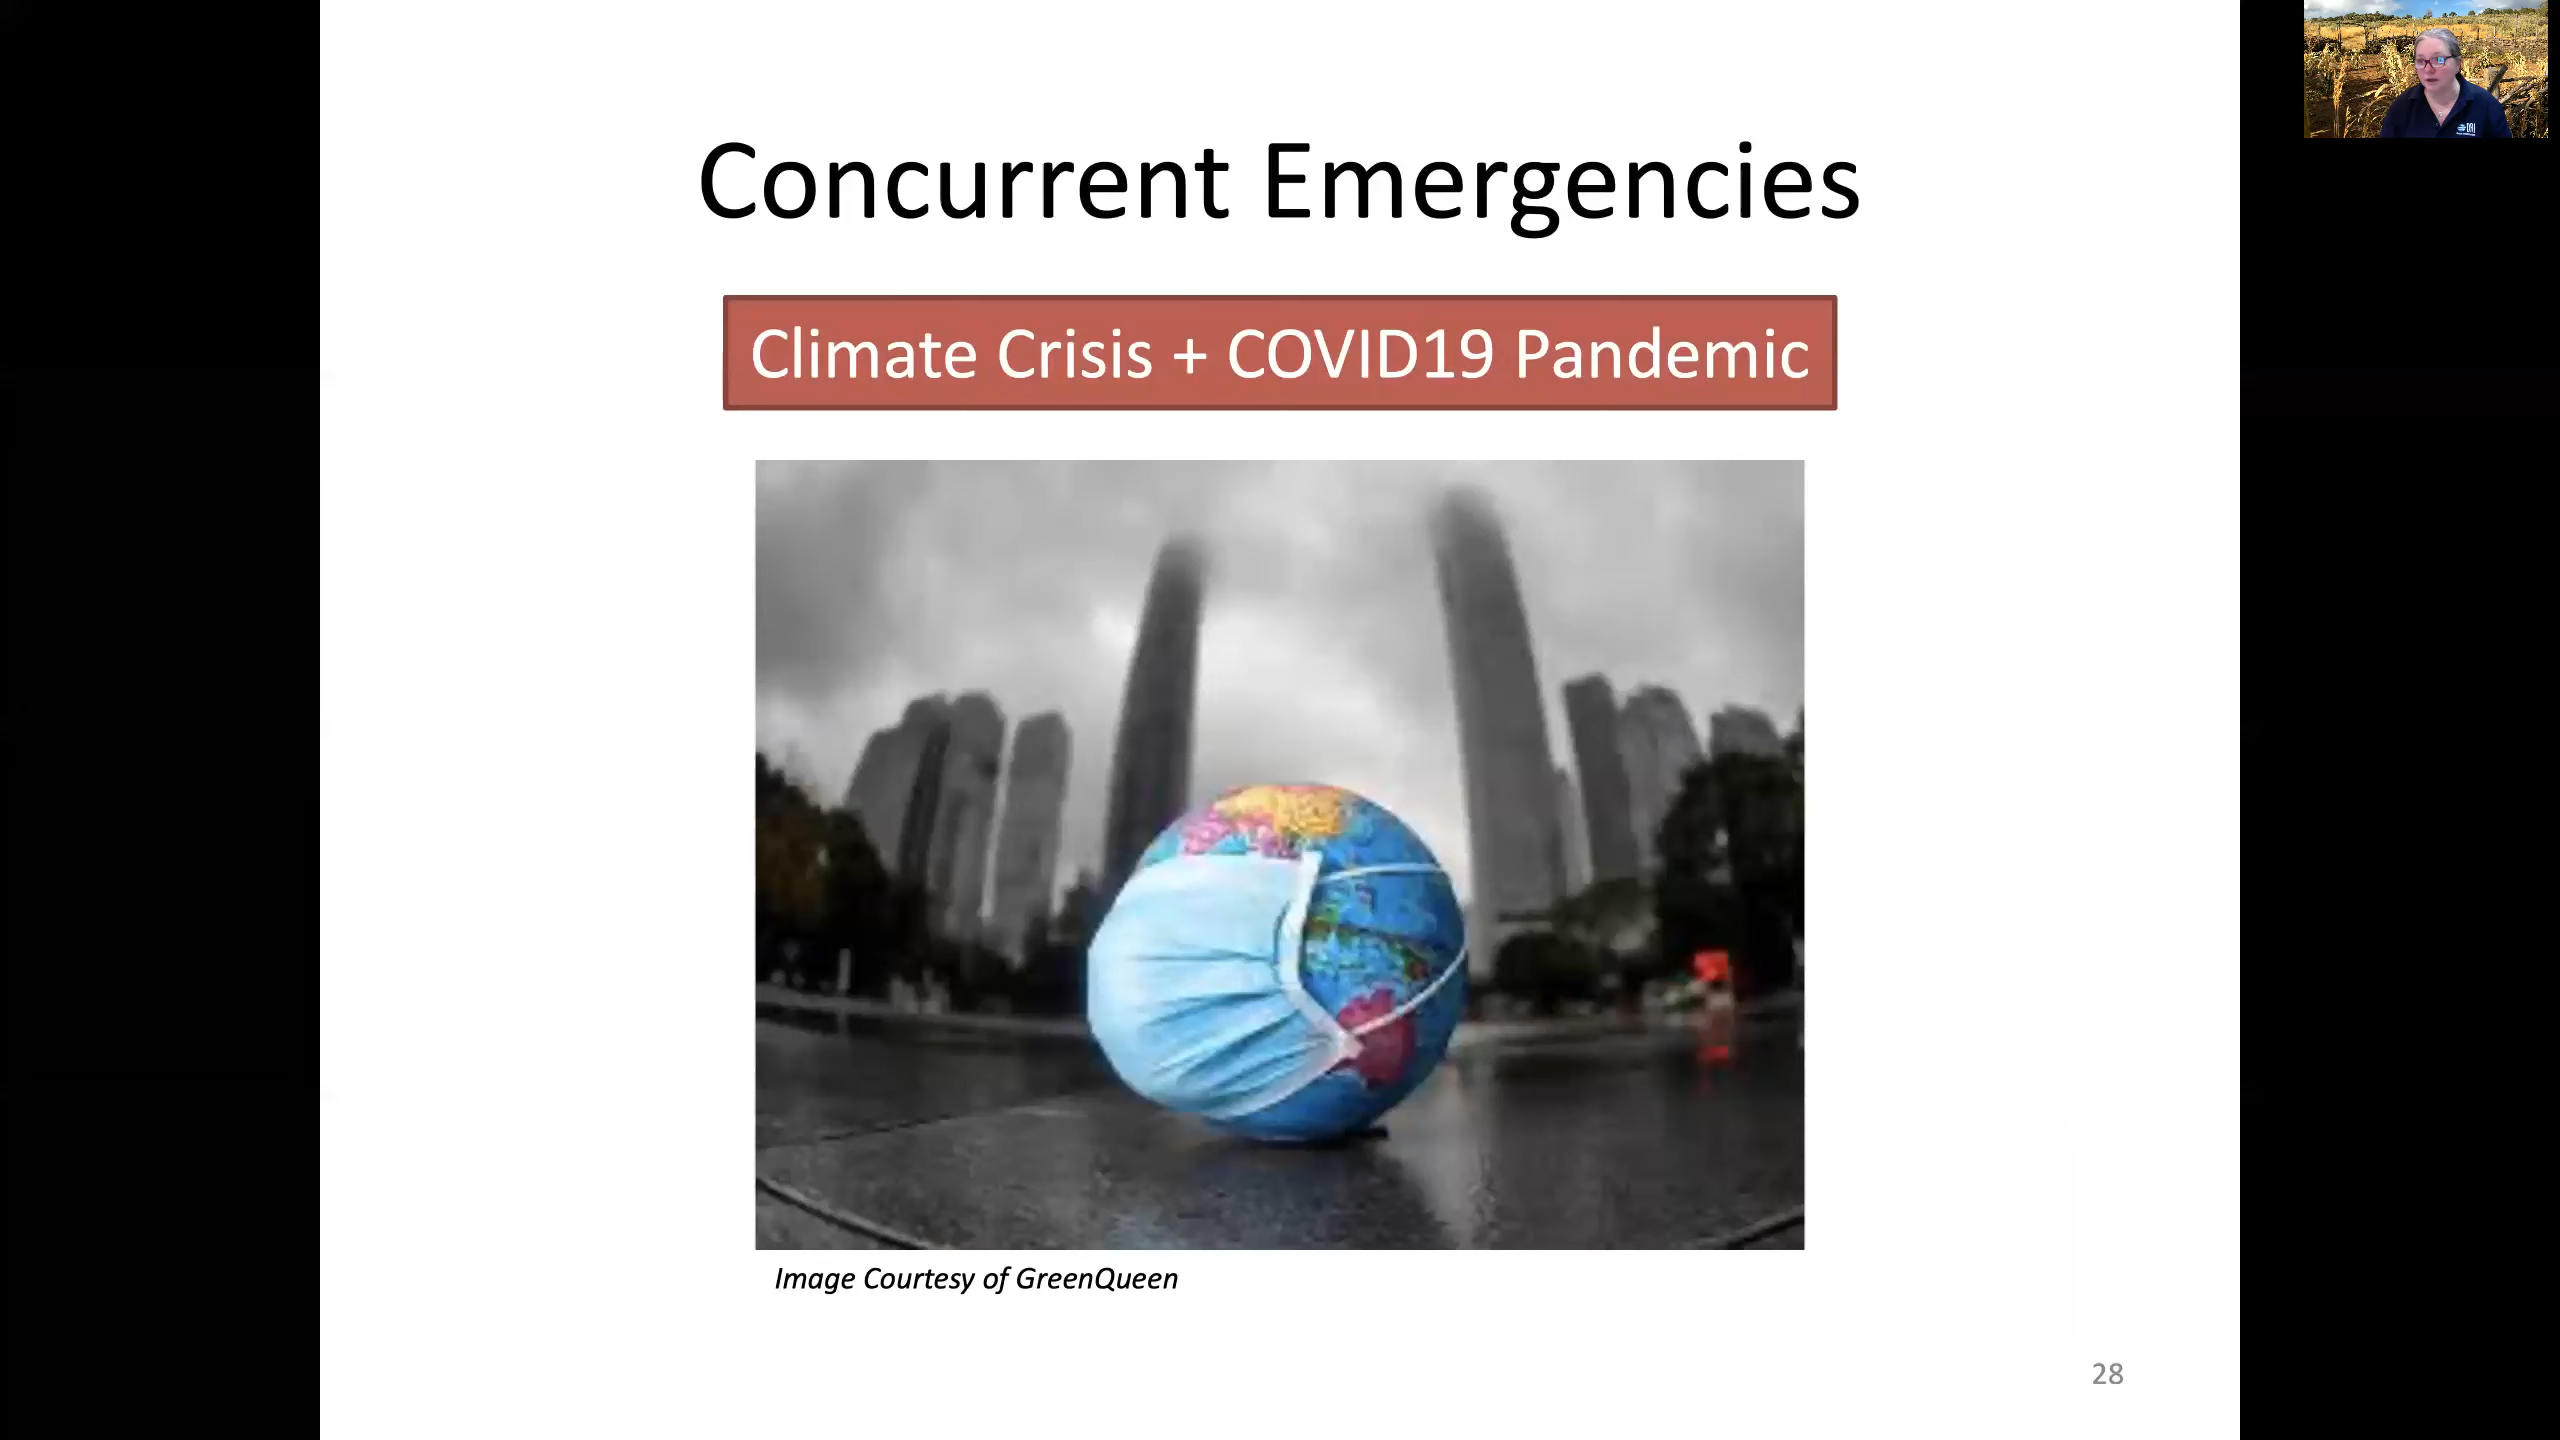 Concurrent Emergencies
Climate Crisis + COVID19 Pandemic
Image Courtesy of GreenQueen
28